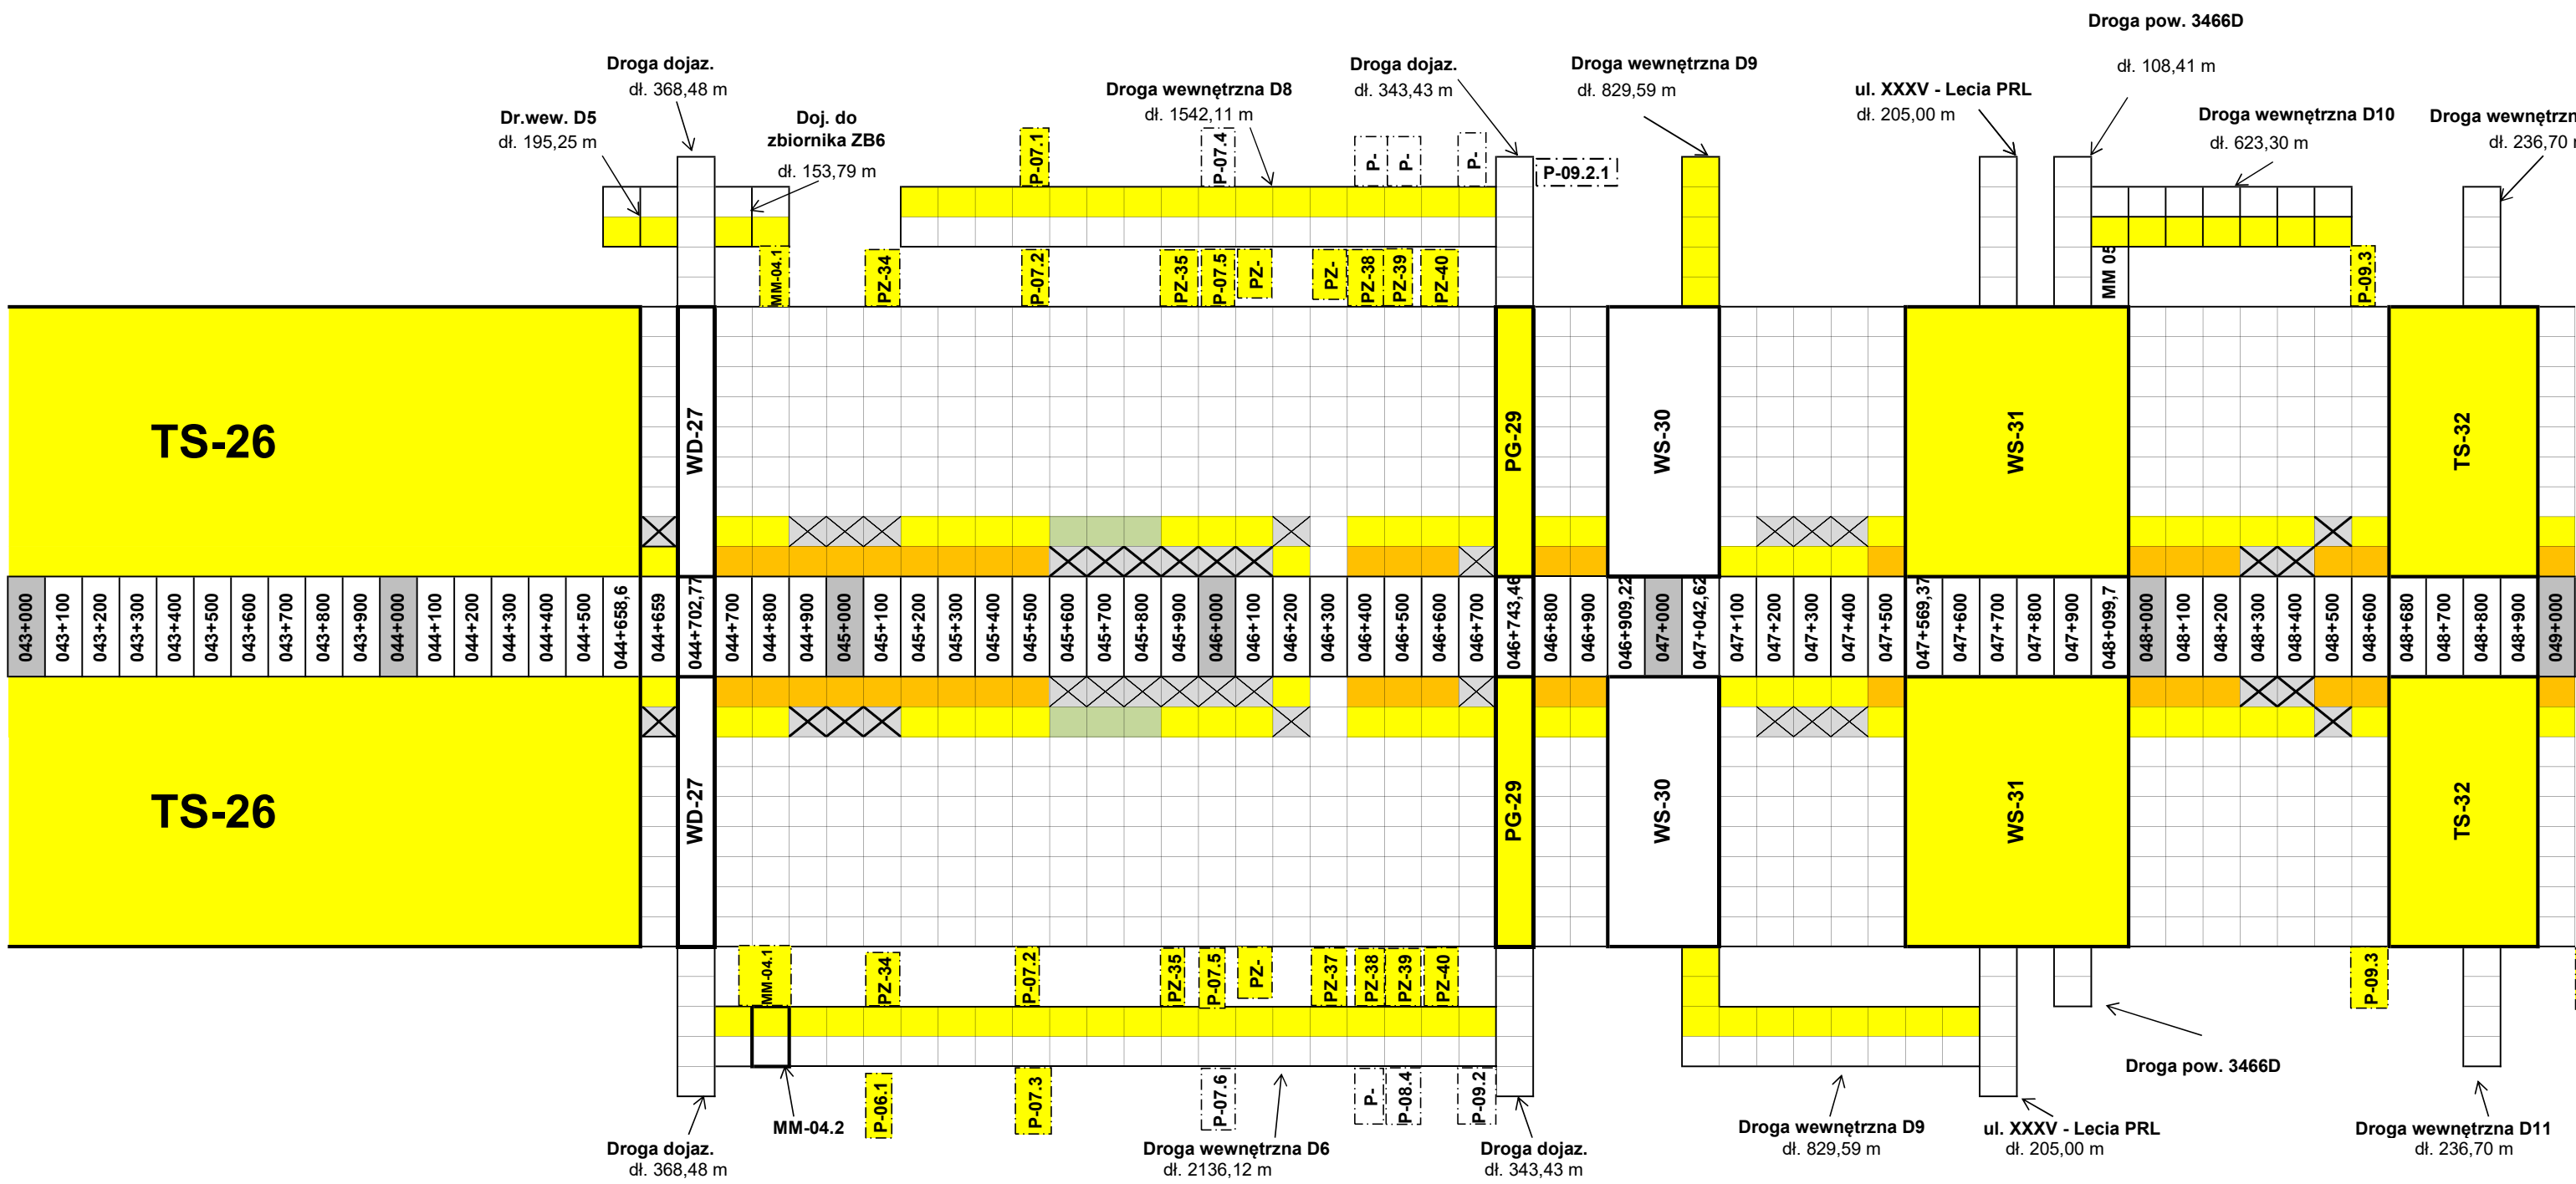 Droga pow. 3466D
dł. 108,41 m
Droga dojaz.
dł. 368,48 m
Droga wewnętrzna D8
dł. 1542,11 m
Droga dojaz.
dł. 343,43 m
Droga wewnętrzna D9
dł. 829,59 m
ul. XXXV - Lecia PRL
dł. 205,00 m
Droga wewnętrzna D10
dł. 623,30 m
Droga wewnętrzn
dł. 236,70
Dr.wew. D5
dł. 195,25 m
Doj. do
zbiornika ZB6
dł. 153,79 m
P-07.1
P-07.4
P-
P-
P-
P-09.2.1
MM-04.1
PZ-34
P-07.2
PZ-35
P-07.5
PZ-
PZ-
PZ-38
PZ-39
PZ-40
MM 05
P-09.3
TS-26
WD-27
PG-29
WS-30
WS-31
TS-32
043+000
043+100
043+200
043+300
043+400
043+500
043+600
043+700
043+800
043+900
044+000
044+100
044+200
044+300
044+400
044+500
044+658,6
044+659
044+702,77
044+700
044+800
044+900
045+000
045+100
045+200
045+300
045+400
045+500
045+600
045+700
045+800
045+900
046+000
046+100
046+200
046+300
046+400
046+500
046+600
046+700
046+743,46
046+800
046+900
046+909,22
047+000
047+042,62
047+100
047+200
047+300
047+400
047+500
047+569,37
047+600
047+700
047+800
047+900
048+099,7
048+000
048+100
048+200
048+300
048+400
048+500
048+600
048+680
048+700
048+800
048+900
049+000
TS-26
WD-27
PG-29
WS-30
WS-31
TS-32
MM-04.1
PZ-34
P-07.2
PZ-35
P-07.5
PZ-
PZ-37
PZ-38
PZ-39
PZ-40
P-09.3
P-06.1
P-07.3
P-07.6
P-
P-08.4
P-09.2
MM-04.2
Droga pow. 3466D
Droga dojaz.
dł. 368,48 m
Droga wewnętrzna D6
dł. 2136,12 m
Droga dojaz.
dł. 343,43 m
Droga wewnętrzna D9
dł. 829,59 m
ul. XXXV - Lecia PRL
dł. 205,00 m
Droga wewnętrzna D11
dł. 236,70 m